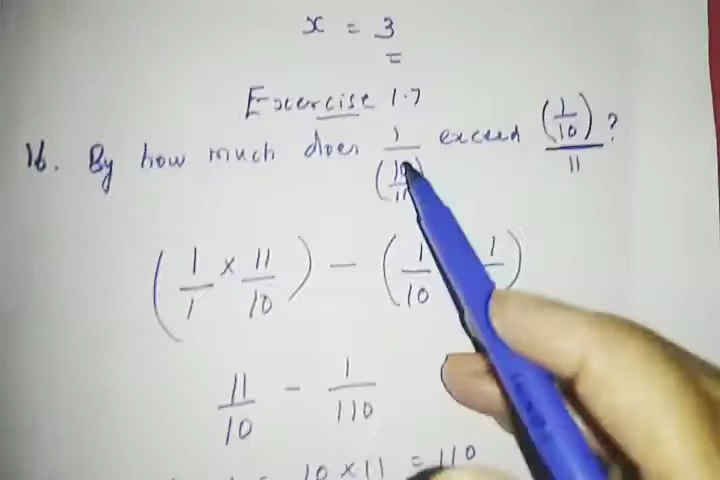 x = 3
Exercise 1.7
16. By how much does 1/(10/11) exceed (1/10)/11 ?
(1/1 × 11/10) − (1/10 1/
11/10 − 1/110
= 10 × 11 = 110